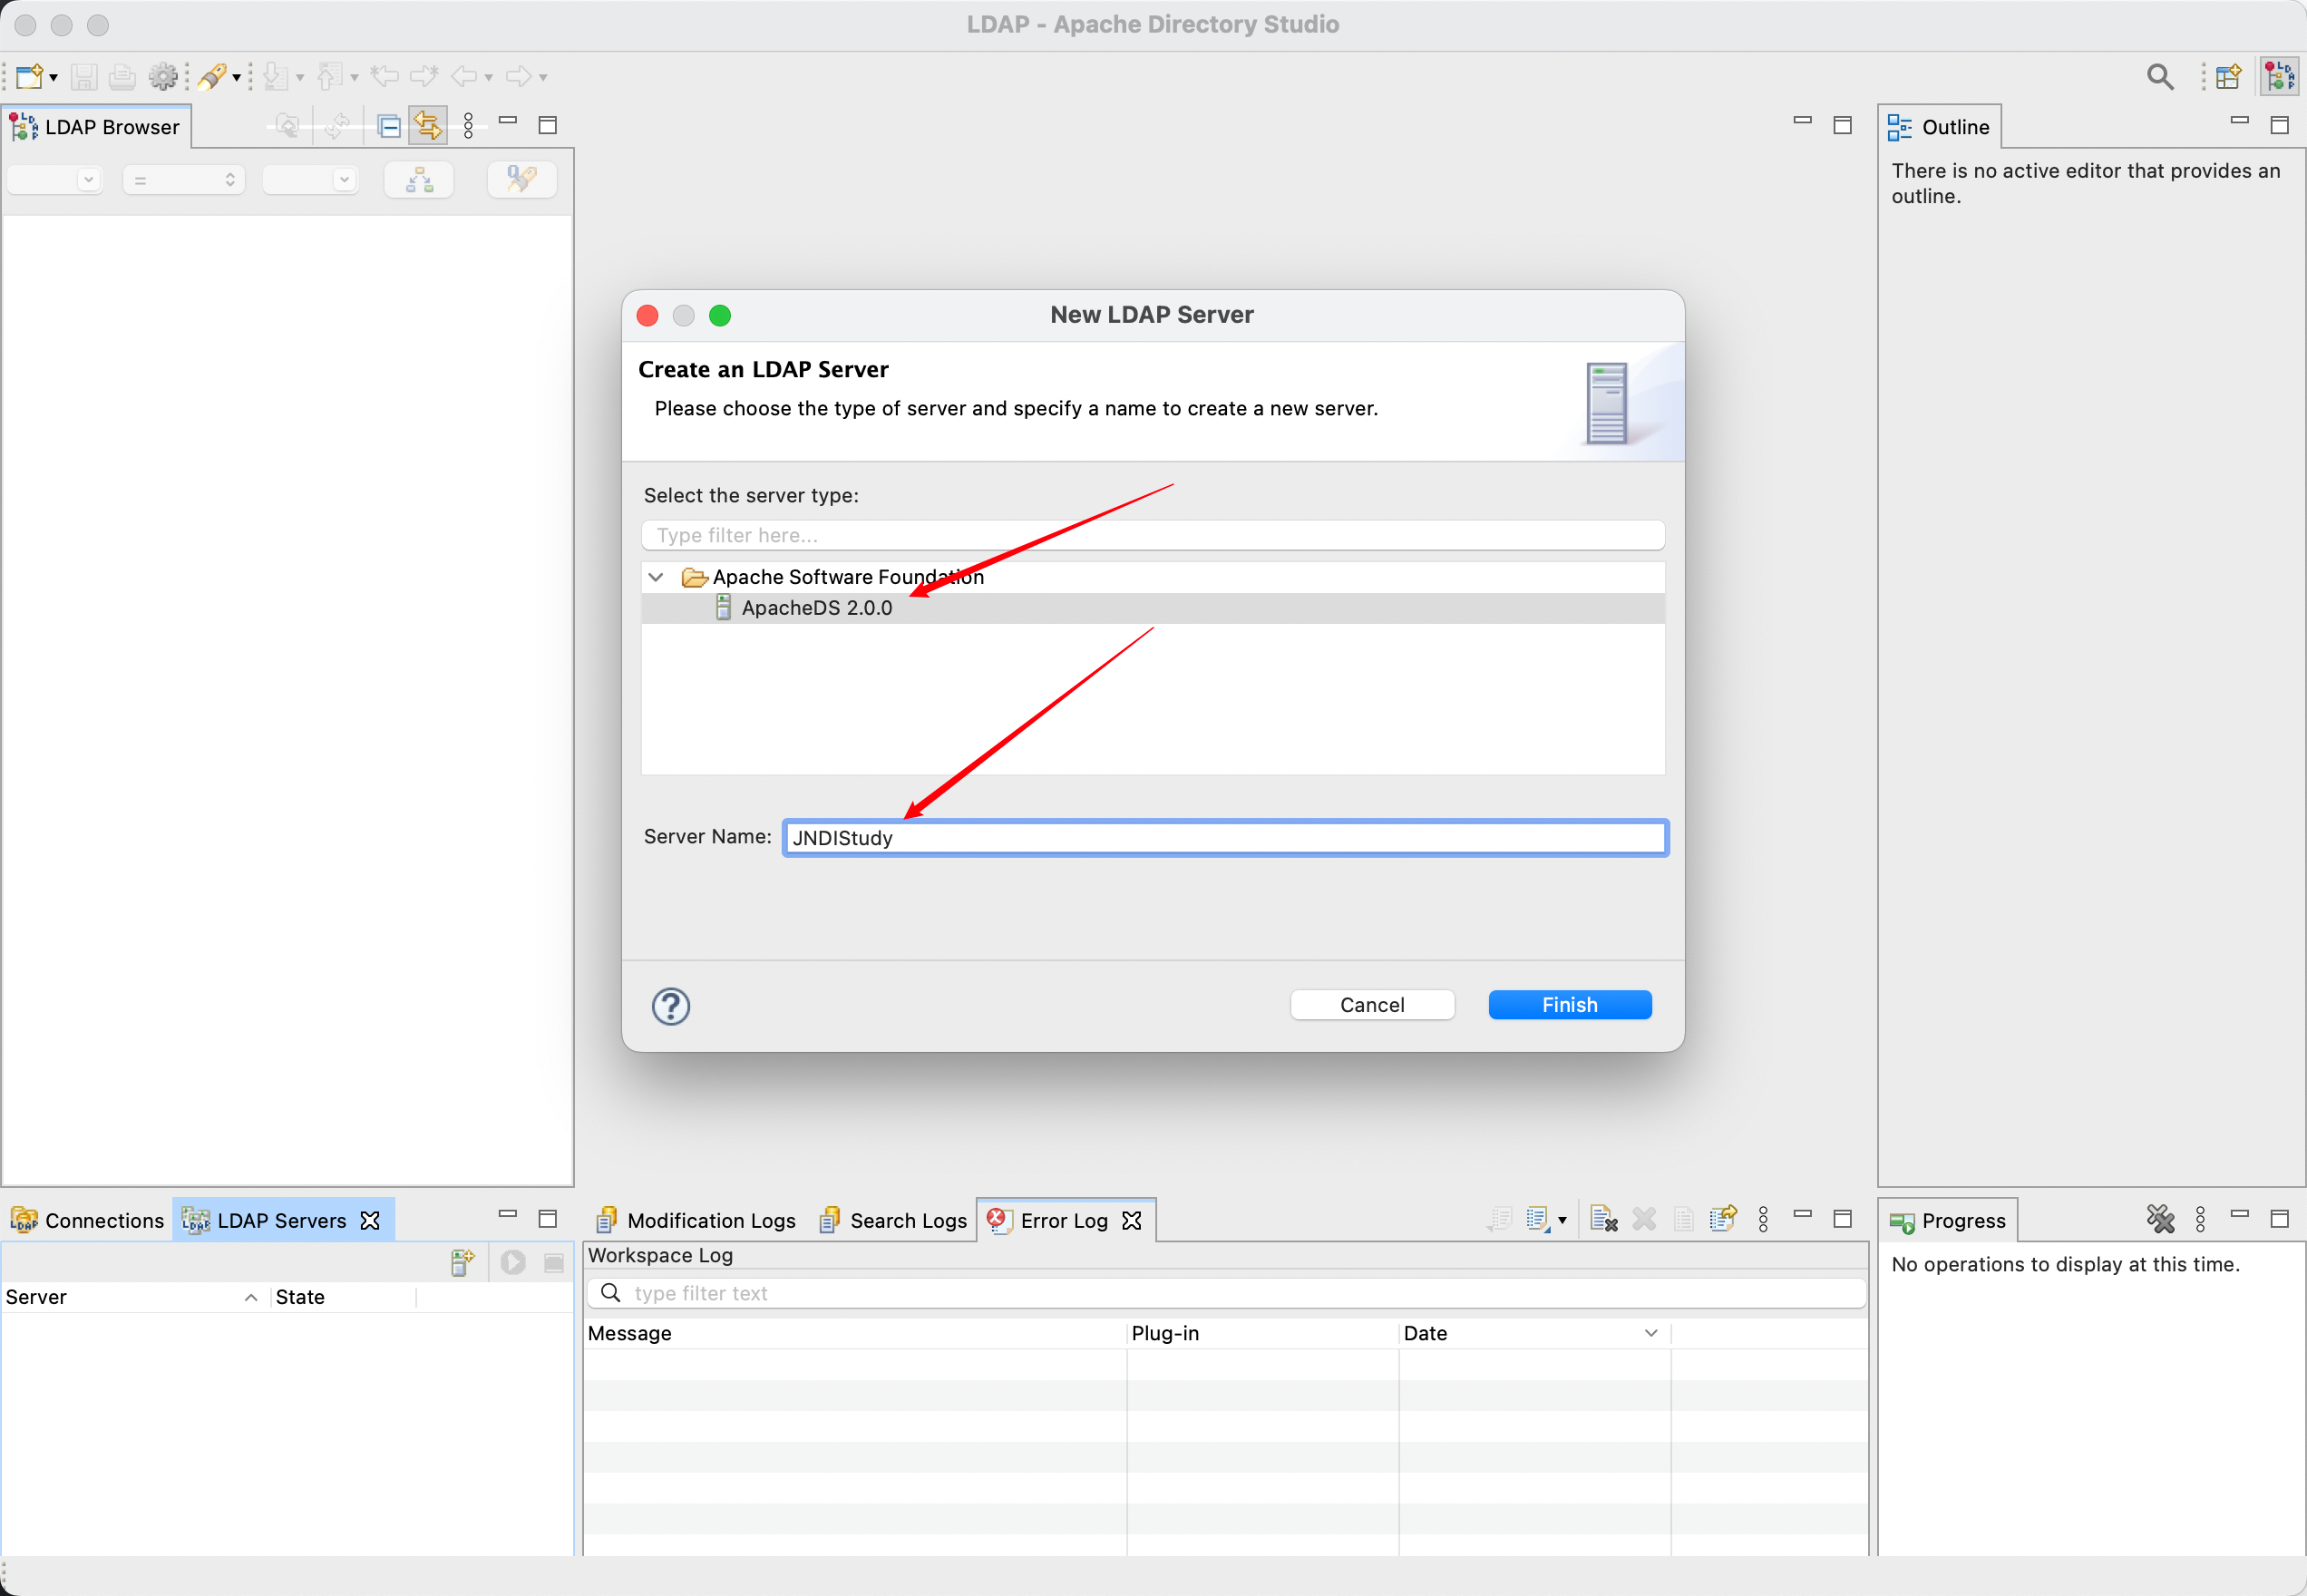 LDAP - Apache Directory Studio
LDAP Browser
=
Outline
There is no active editor that provides an
outline.
New LDAP Server
Create an LDAP Server
Please choose the type of server and specify a name to create a new server.
Select the server type:
Type filter here...
Apache Software Foundation
ApacheDS 2.0.0
Server Name: JNDIStudy
Cancel
Finish
Connections
LDAP Servers
Server
State
Modification Logs
Search Logs
Error Log
Workspace Log
type filter text
Message
Plug-in
Date
Progress
No operations to display at this time.